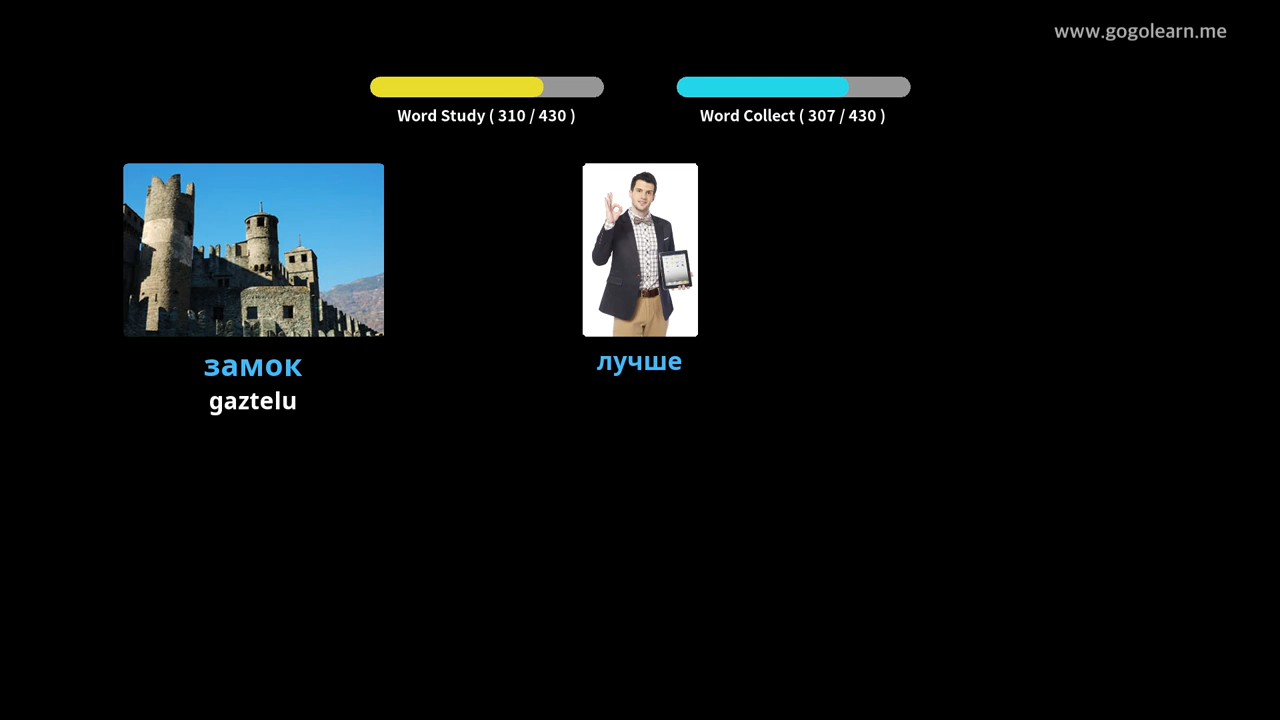 www.gogolearn.me
Word Study ( 310 / 430 )
Word Collect ( 307 / 430 )
замок
gaztelu
лучше